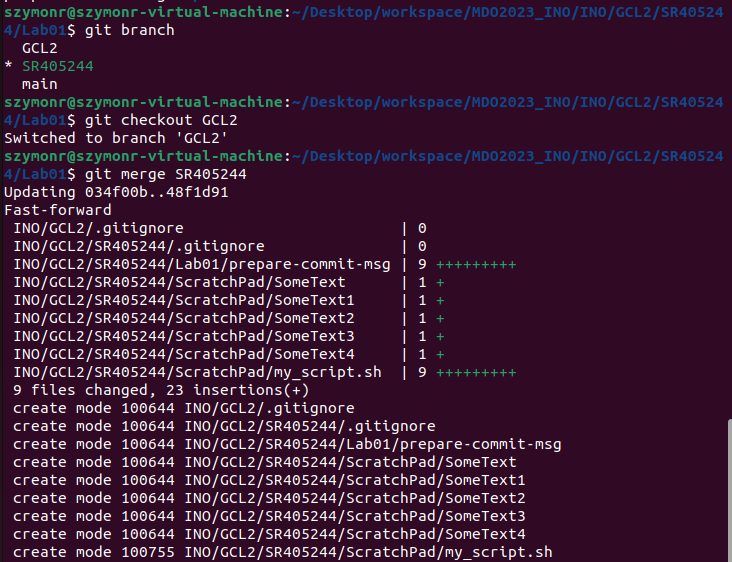 szymonr@szymonr-virtual-machine:~/Desktop/workspace/MDO2023_INO/INO/GCL2/SR40524
4/Lab01$ git branch
  GCL2
* SR405244
  main
szymonr@szymonr-virtual-machine:~/Desktop/workspace/MDO2023_INO/INO/GCL2/SR40524
4/Lab01$ git checkout GCL2
Switched to branch 'GCL2'
szymonr@szymonr-virtual-machine:~/Desktop/workspace/MDO2023_INO/INO/GCL2/SR40524
4/Lab01$ git merge SR405244
Updating 034f00b..48f1d91
Fast-forward
 INO/GCL2/.gitignore                        | 0
 INO/GCL2/SR405244/.gitignore               | 0
 INO/GCL2/SR405244/Lab01/prepare-commit-msg | 9 +++++++++
 INO/GCL2/SR405244/ScratchPad/SomeText      | 1 +
 INO/GCL2/SR405244/ScratchPad/SomeText1     | 1 +
 INO/GCL2/SR405244/ScratchPad/SomeText2     | 1 +
 INO/GCL2/SR405244/ScratchPad/SomeText3     | 1 +
 INO/GCL2/SR405244/ScratchPad/SomeText4     | 1 +
 INO/GCL2/SR405244/ScratchPad/my_script.sh  | 9 +++++++++
 9 files changed, 23 insertions(+)
 create mode 100644 INO/GCL2/.gitignore
 create mode 100644 INO/GCL2/SR405244/.gitignore
 create mode 100644 INO/GCL2/SR405244/Lab01/prepare-commit-msg
 create mode 100644 INO/GCL2/SR405244/ScratchPad/SomeText
 create mode 100644 INO/GCL2/SR405244/ScratchPad/SomeText1
 create mode 100644 INO/GCL2/SR405244/ScratchPad/SomeText2
 create mode 100644 INO/GCL2/SR405244/ScratchPad/SomeText3
 create mode 100644 INO/GCL2/SR405244/ScratchPad/SomeText4
 create mode 100755 INO/GCL2/SR405244/ScratchPad/my_script.sh